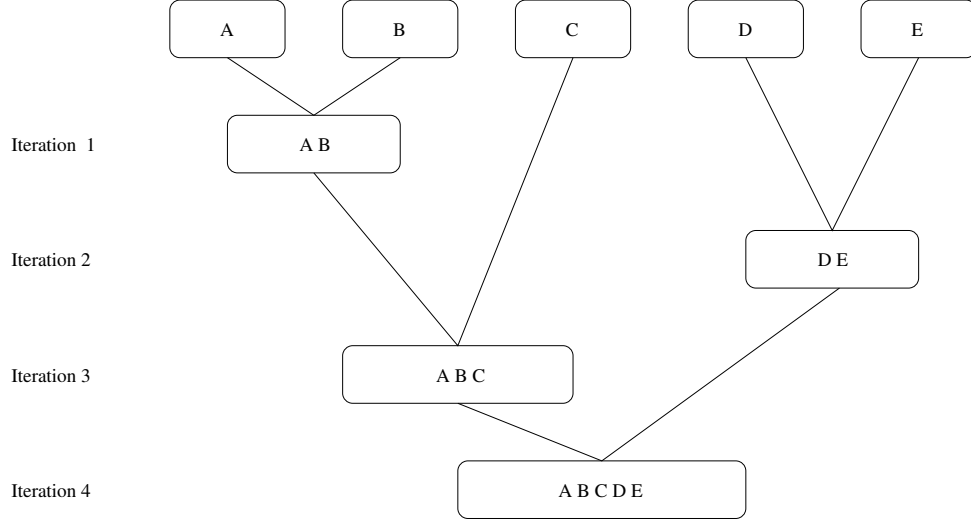 A B C D E
Iteration 1 A B
Iteration 2 D E
Iteration 3 A B C
Iteration 4 A B C D E